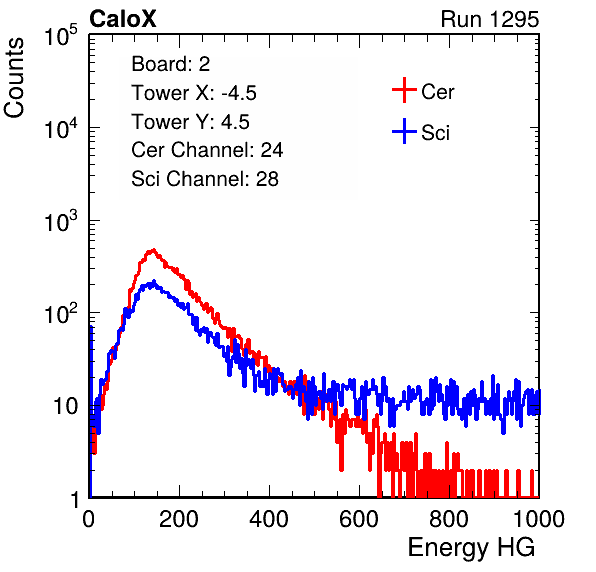 CaloX Run 1295
Counts
10^5
10^4
10^3
10^2
10
1
Board: 2
Tower X: -4.5
Tower Y: 4.5
Cer Channel: 24
Sci Channel: 28
Cer
Sci
0 200 400 600 800 1000
Energy HG